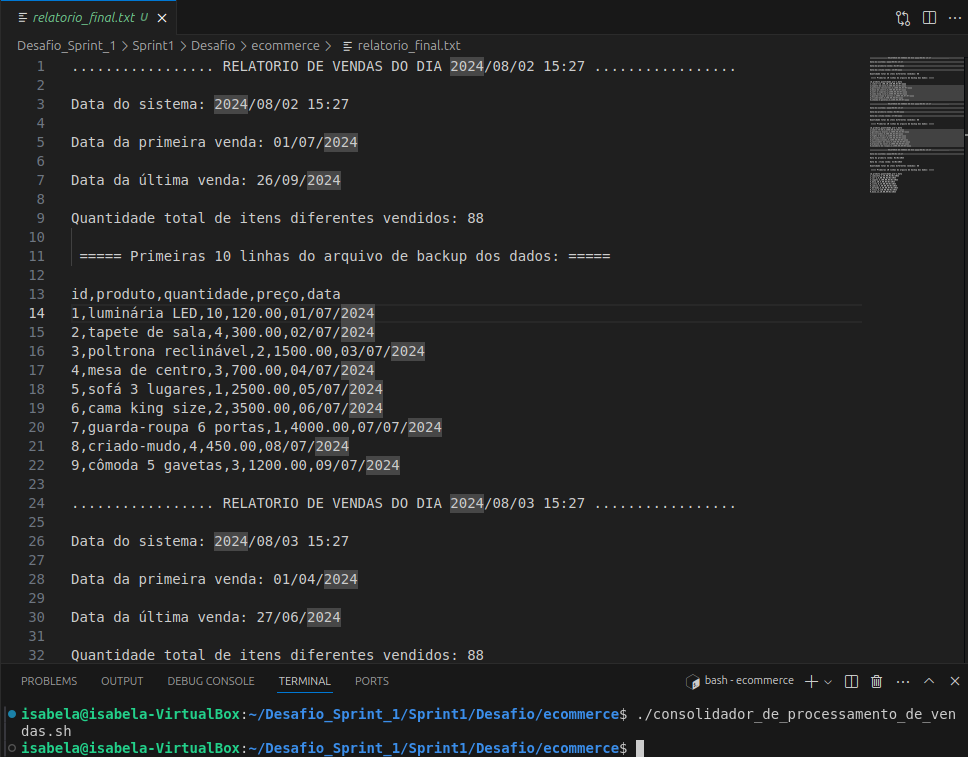 relatorio_final.txt U
Desafio_Sprint_1 > Sprint1 > Desafio > ecommerce > relatorio_final.txt
1 ................. RELATORIO DE VENDAS DO DIA 2024/08/02 15:27 .................
2
3 Data do sistema: 2024/08/02 15:27
4
5 Data da primeira venda: 01/07/2024
6
7 Data da última venda: 26/09/2024
8
9 Quantidade total de itens diferentes vendidos: 88
10
11 ===== Primeiras 10 linhas do arquivo de backup dos dados: =====
12
13 id,produto,quantidade,preço,data
14 1,luminária LED,10,120.00,01/07/2024
15 2,tapete de sala,4,300.00,02/07/2024
16 3,poltrona reclinável,2,1500.00,03/07/2024
17 4,mesa de centro,3,700.00,04/07/2024
18 5,sofá 3 lugares,1,2500.00,05/07/2024
19 6,cama king size,2,3500.00,06/07/2024
20 7,guarda-roupa 6 portas,1,4000.00,07/07/2024
21 8,criado-mudo,4,450.00,08/07/2024
22 9,cômoda 5 gavetas,3,1200.00,09/07/2024
23
24 ................. RELATORIO DE VENDAS DO DIA 2024/08/03 15:27 .................
25
26 Data do sistema: 2024/08/03 15:27
27
28 Data da primeira venda: 01/04/2024
29
30 Data da última venda: 27/06/2024
31
32 Quantidade total de itens diferentes vendidos: 88
PROBLEMS OUTPUT DEBUG CONSOLE TERMINAL PORTS bash - ecommerce
isabela@isabela-VirtualBox:~/Desafio_Sprint_1/Sprint1/Desafio/ecommerce$ ./consolidador_de_processamento_de_ven
das.sh
isabela@isabela-VirtualBox:~/Desafio_Sprint_1/Sprint1/Desafio/ecommerce$